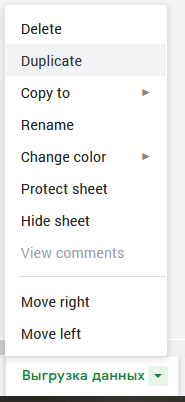 Delete
Duplicate
Copy to
Rename
Change color
Protect sheet
Hide sheet
View comments
Move right
Move left
Выгрузка данных